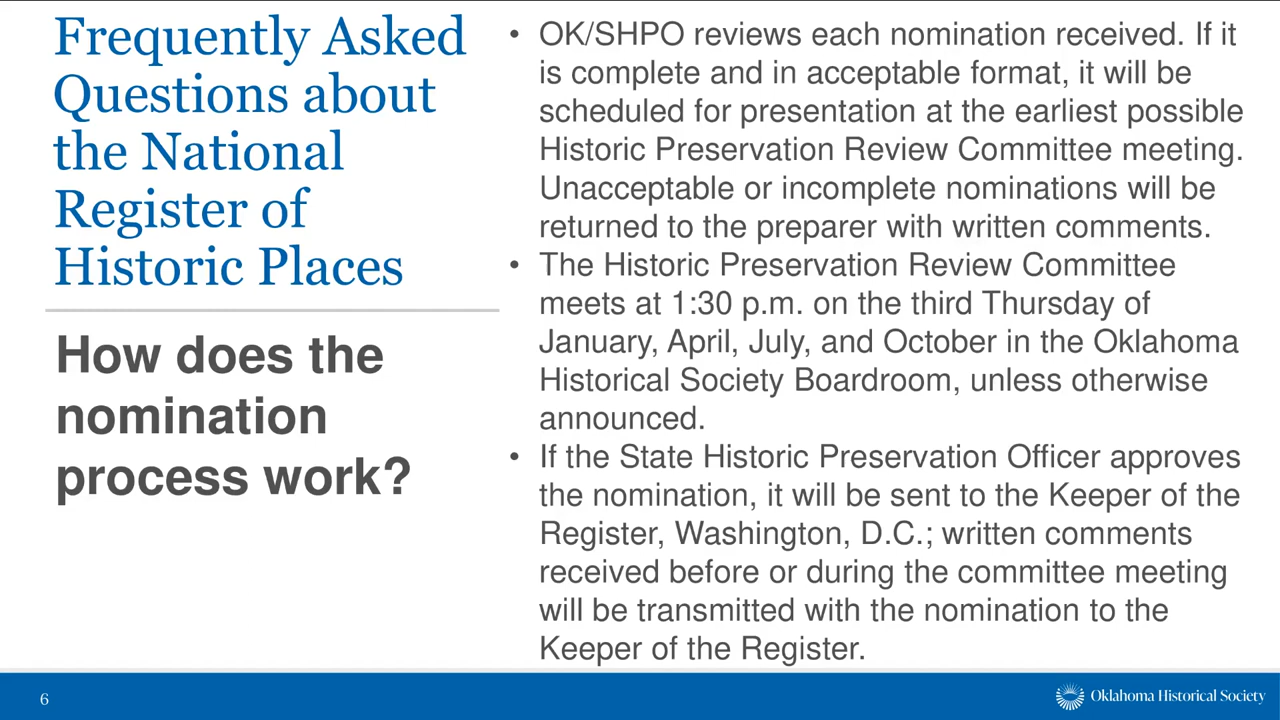 Frequently Asked
Questions about
the National
Register of
Historic Places
How does the
nomination
process work?
• OK/SHPO reviews each nomination received. If it
is complete and in acceptable format, it will be
scheduled for presentation at the earliest possible
Historic Preservation Review Committee meeting.
Unacceptable or incomplete nominations will be
returned to the preparer with written comments.
• The Historic Preservation Review Committee
meets at 1:30 p.m. on the third Thursday of
January, April, July, and October in the Oklahoma
Historical Society Boardroom, unless otherwise
announced.
• If the State Historic Preservation Officer approves
the nomination, it will be sent to the Keeper of the
Register, Washington, D.C.; written comments
received before or during the committee meeting
will be transmitted with the nomination to the
Keeper of the Register.
6
Oklahoma Historical Society